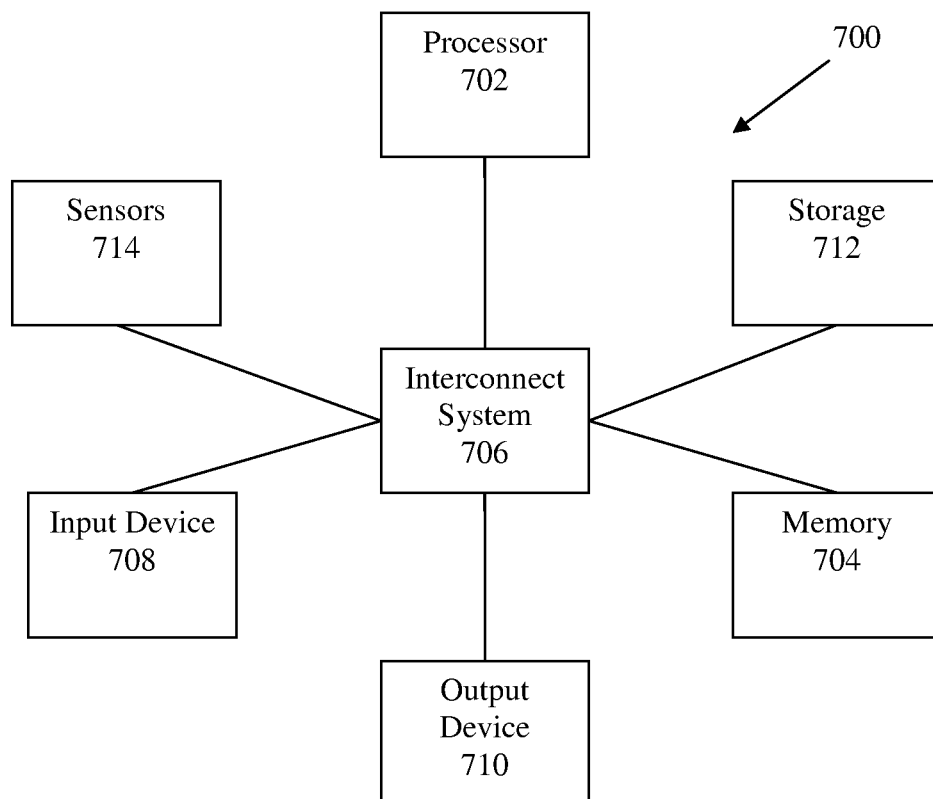 Processor
702
700
Sensors
714
Storage
712
Interconnect
System
706
Input Device
708
Memory
704
Output
Device
710